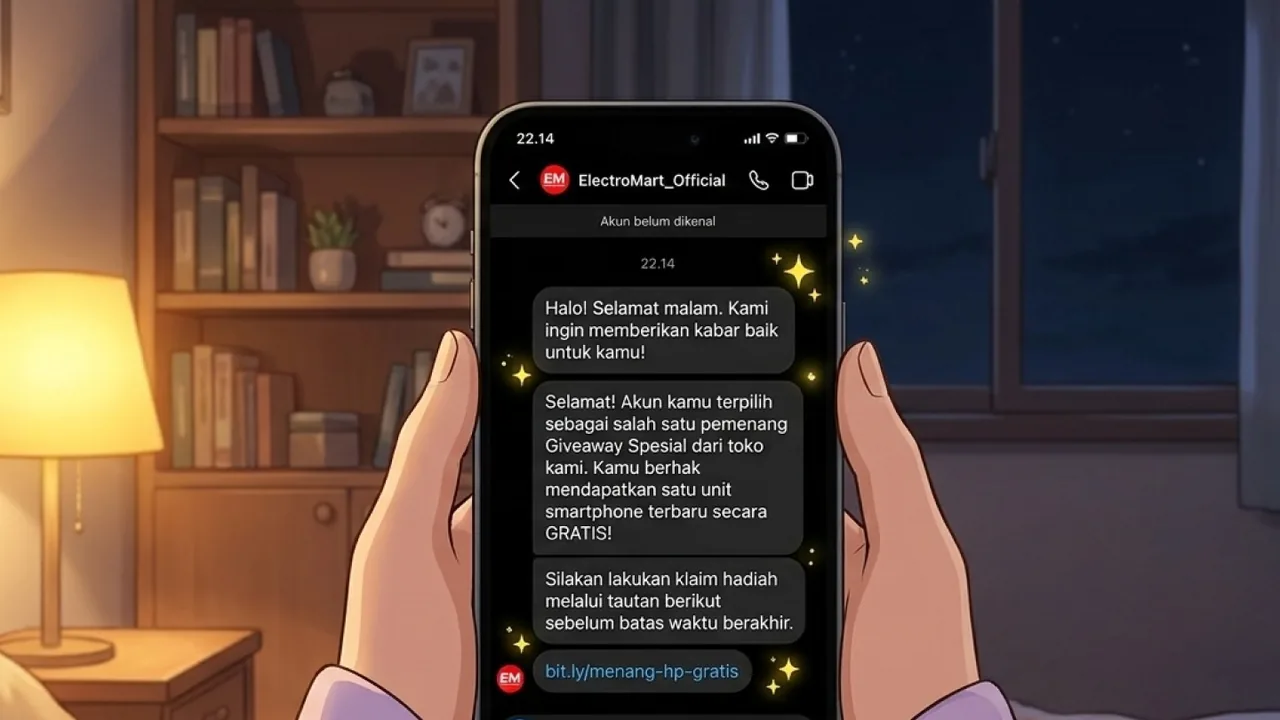 22.14
EM ElectroMart_Official
Akun belum dikenal
22.14
Halo! Selamat malam. Kami
ingin memberikan kabar baik
untuk kamu!
Selamat! Akun kamu terpilih
sebagai salah satu pemenang
Giveaway Spesial dari toko
kami. Kamu berhak
mendapatkan satu unit
smartphone terbaru secara
GRATIS!
Silakan lakukan klaim hadiah
melalui tautan berikut
sebelum batas waktu berakhir.
EM bit.ly/menang-hp-gratis